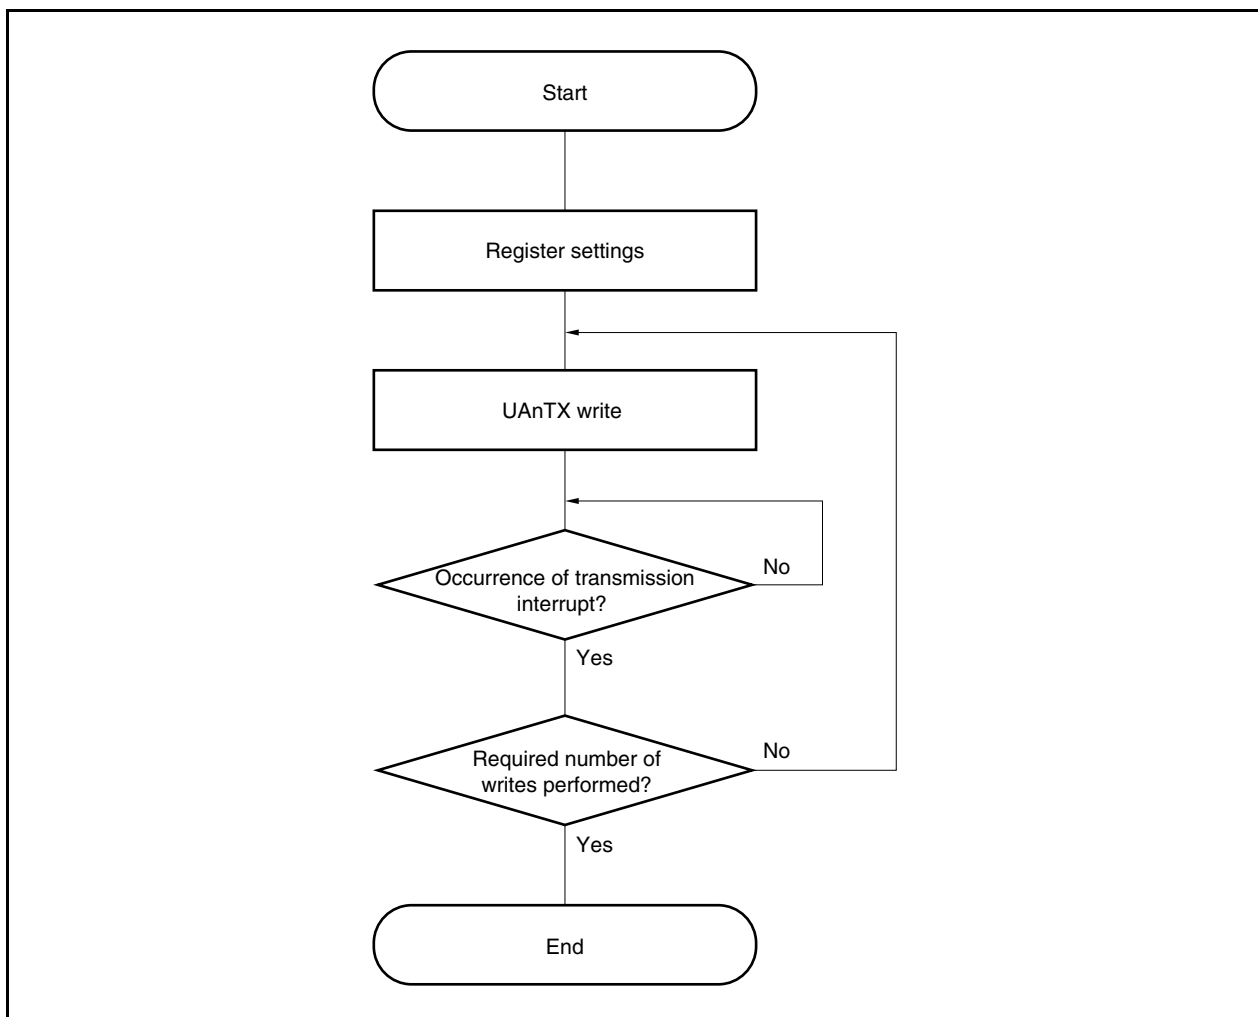 Start
Register settings
UAnTX write
Occurrence of transmission
interrupt?
No
Yes
Required number of
writes performed?
No
Yes
End